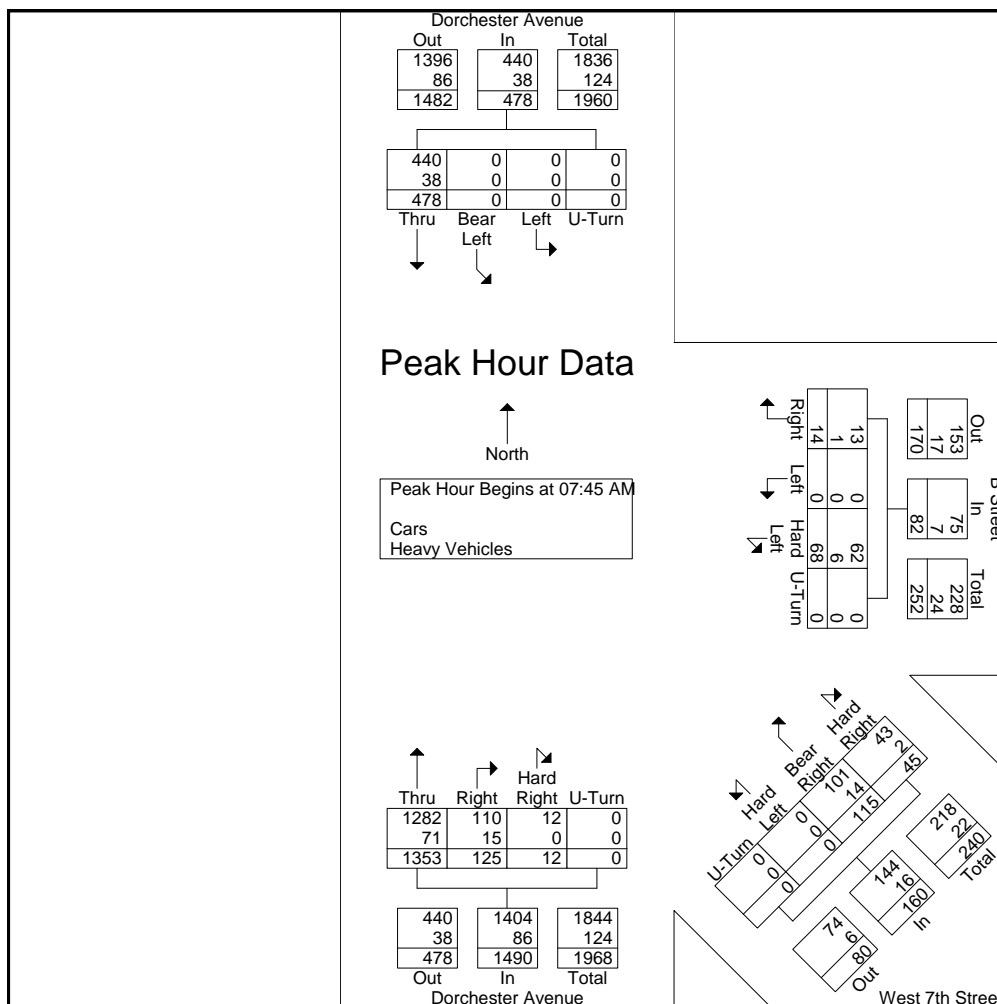 Dorchester Avenue
Out In Total
1396 440 1836
86 38 124
1482 478 1960
440 0 0 0
38 0 0 0
478 0 0 0
Thru Bear Left Left U-Turn
Peak Hour Data
North
Peak Hour Begins at 07:45 AM
Cars
Heavy Vehicles
Out In Total
153 75 228
17 7 24
170 82 252
13 0 62 0
1 0 6 0
14 0 68 0
Right Left Hard Left U-Turn
U-Turn Hard Left Bear Right Hard Right
0 0 101 43
0 0 14 2
0 0 115 45
74 144 218
6 16 22
80 160 240
Out In Total
West 7th Stree
Thru Right Hard Right U-Turn
1282 110 12 0
71 15 0 0
1353 125 12 0
440 1404 1844
38 86 124
478 1490 1968
Out In Total
Dorchester Avenue